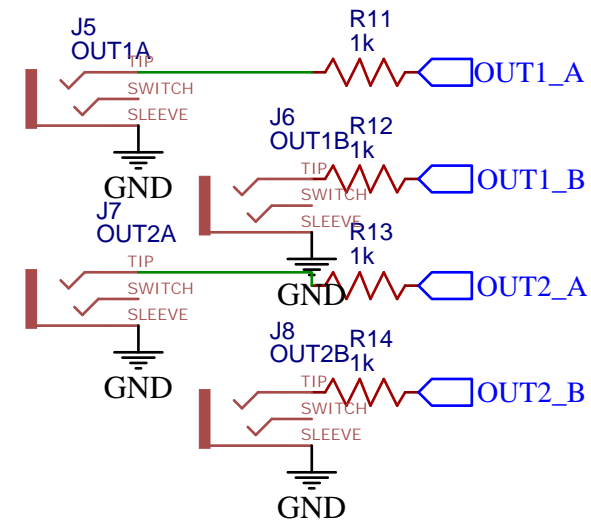 J5
OUT1A
TIP
SWITCH
SLEEVE
GND
R11
1k
OUT1_A
J6
OUT1B
TIP
SWITCH
SLEEVE
GND
R12
1k
OUT1_B
J7
OUT2A
TIP
SWITCH
SLEEVE
GND
R13
1k
OUT2_A
J8
OUT2B
TIP
SWITCH
SLEEVE
GND
R14
1k
OUT2_B